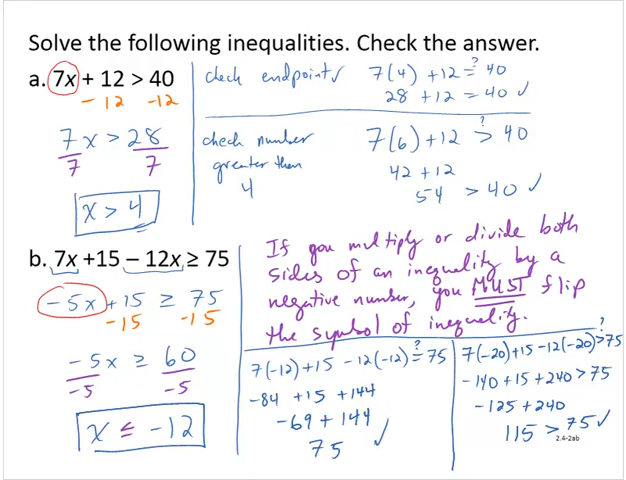 Solve the following inequalities. Check the answer.
a. 7x + 12 > 40
- 12 -12
7x > 28
7 7
x > 4
check endpoints
7(4) + 12 ?= 40
28 + 12 = 40 ✓
check number
greater than
4
7(6) + 12 ?> 40
42 + 12
54 > 40 ✓
b. 7x +15 – 12x ≥ 75
-5x + 15 ≥ 75
-15 -15
-5x ≥ 60
-5 -5
x ≤ -12
If you multiply or divide both
sides of an inequality by a
negative number, you MUST flip
the symbol of inequality.
7(-12) + 15 - 12(-12) ?= 75
-84 + 15 + 144
-69 + 144
75 ✓
7(-20) + 15 - 12(-20) ?> 75
-140 + 15 + 240 > 75
-125 + 240
115 > 75 ✓
2.4-2ab